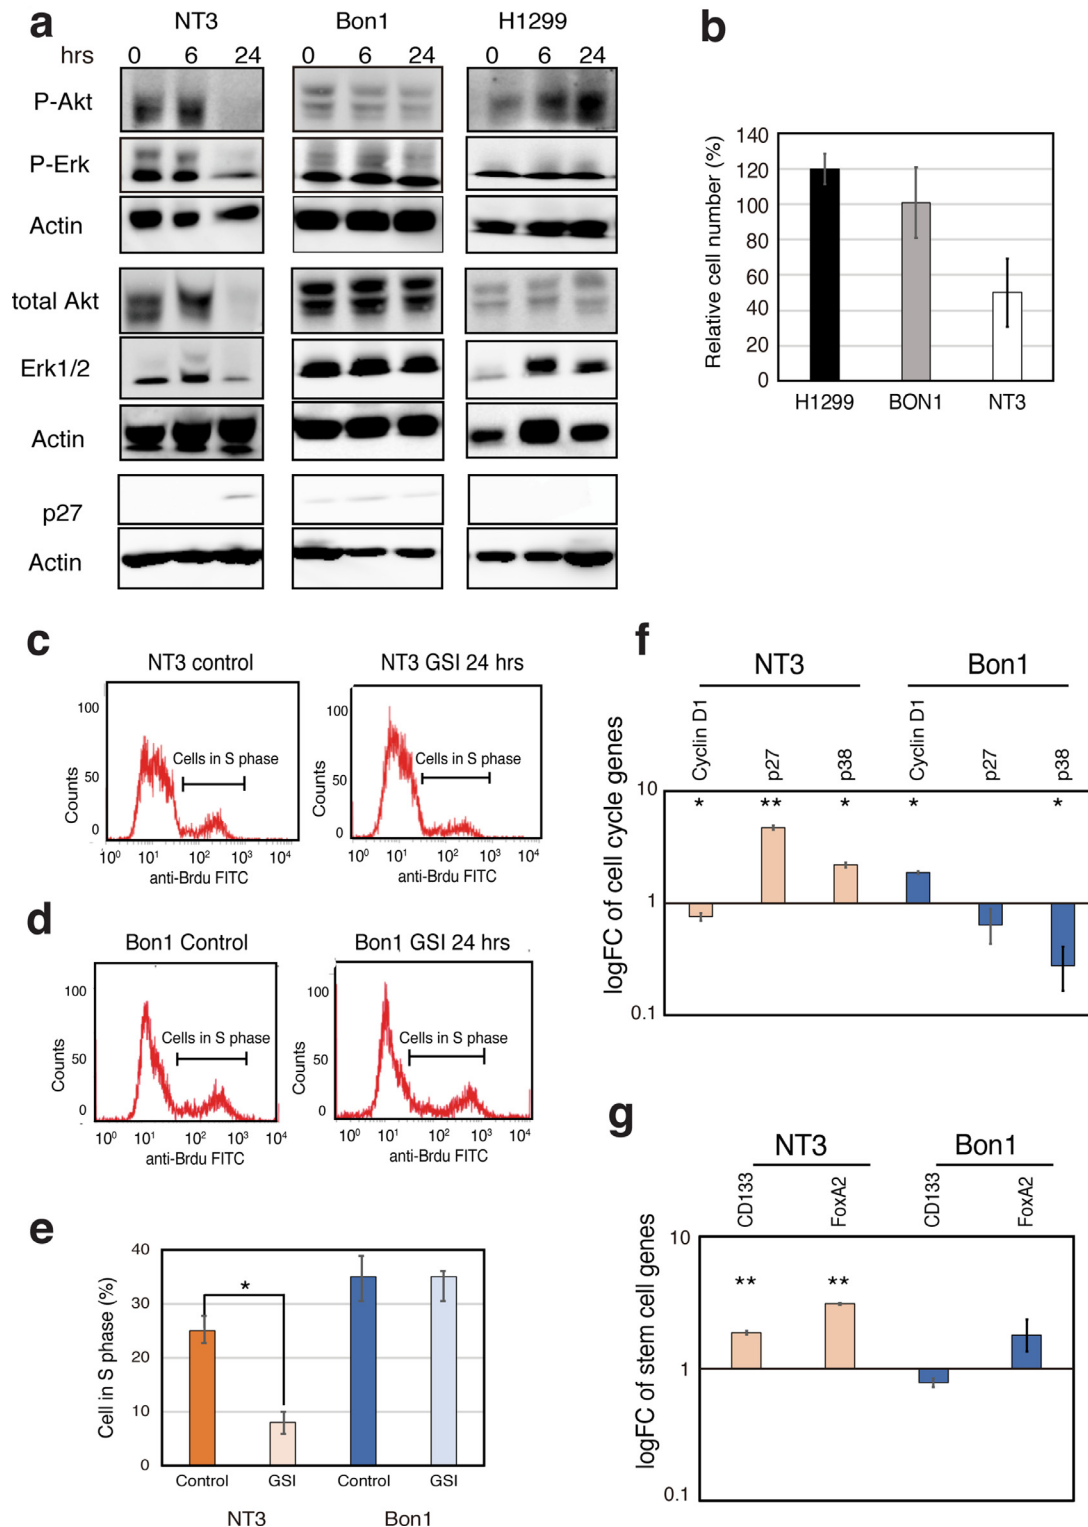 a
NT3 Bon1 H1299
hrs 0 6 24 0 6 24 0 6 24
P-Akt
P-Erk
Actin
total Akt
Erk1/2
Actin
p27
Actin
b
Relative cell number (%)
140
120
100
80
60
40
20
0
H1299 BON1 NT3
c
NT3 control
Counts
100
50
0
Cells in S phase
10⁰ 10¹ 10² 10³ 10⁴
anti-Brdu FITC
NT3 GSI 24 hrs
Counts
100
50
0
Cells in S phase
10⁰ 10¹ 10² 10³ 10⁴
anti-Brdu FITC
d
Bon1 Control
Counts
100
50
0
Cells in S phase
10⁰ 10¹ 10² 10³ 10⁴
anti-Brdu FITC
Bon1 GSI 24 hrs
Counts
100
50
0
Cells in S phase
10⁰ 10¹ 10² 10³ 10⁴
anti-Brdu FITC
e
Cell in S phase (%)
40
30
20
10
0
*
Control GSI Control GSI
NT3 Bon1
f
NT3 Bon1
Cyclin D1 p27 p38 Cyclin D1 p27 p38
logFC of cell cycle genes
10
1
0.1
* ** * * *
g
NT3 Bon1
CD133 FoxA2 CD133 FoxA2
logFC of stem cell genes
10
1
0.1
** **